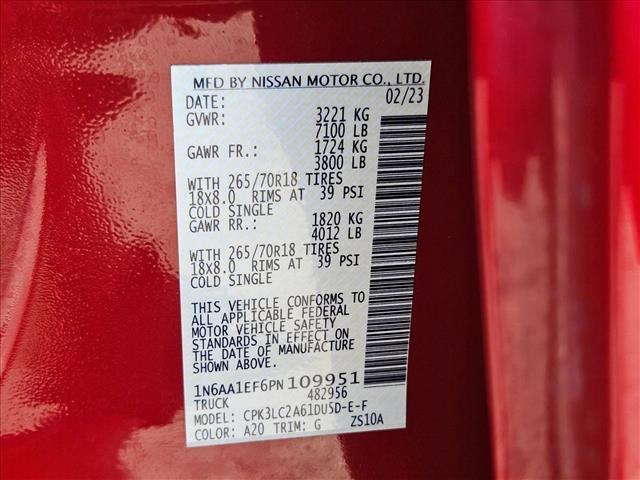 MFD BY NISSAN MOTOR CO., LTD.
DATE: 02/23
GVWR: 3221 KG
7100 LB
GAWR FR.: 1724 KG
3800 LB
WITH 265/70R18 TIRES
18X8.0 RIMS AT 39 PSI
COLD SINGLE
GAWR RR.: 1820 KG
4012 LB
WITH 265/70R18 TIRES
18X8.0 RIMS AT 39 PSI
COLD SINGLE
THIS VEHICLE CONFORMS TO
ALL APPLICABLE FEDERAL
MOTOR VEHICLE SAFETY
STANDARDS IN EFFECT ON
THE DATE OF MANUFACTURE
1N6AA1EF6PN109951
TRUCK 482956
MODEL: CPK3LC2A61DU5D-E-F
COLOR: A20 TRIM: G ZS10A